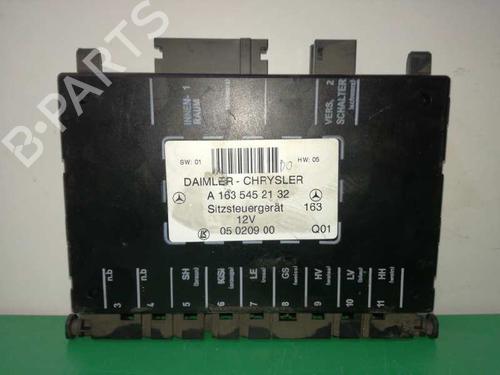 B-PARTS
INNEN- 1
RAUM
VERS. 2
SCHALTER
SW: 01
HW: 05
DAIMLER - CHRYSLER
A 163 545 21 32
Sitzsteuergerät 163
12V
05 0209 00 Q01
3 n.b
4 n.b
5 SH
6 KGSI
7 LE
8 GS
9 HV
10 LV
11 HH